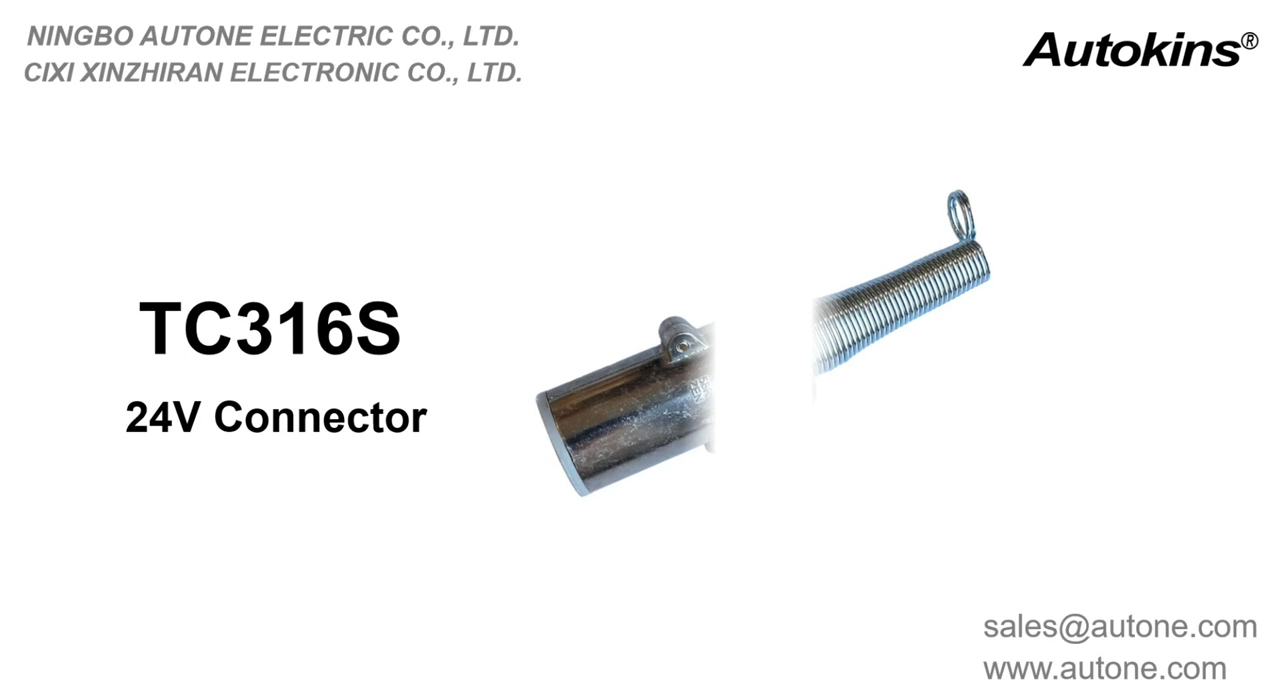 NINGBO AUTONE ELECTRIC CO., LTD.
CIXI XINZHIRAN ELECTRONIC CO., LTD.
Autokins®
TC316S
24V Connector
sales@autone.com
www.autone.com